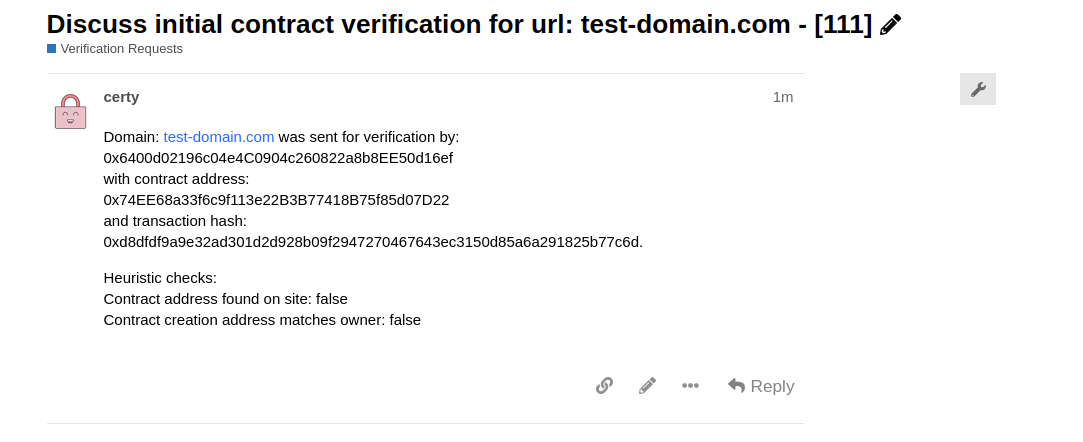 Discuss initial contract verification for url: test-domain.com - [111]
Verification Requests
certy
1m
Domain: test-domain.com was sent for verification by:
0x6400d02196c04e4C0904c260822a8b8EE50d16ef
with contract address:
0x74EE68a33f6c9f113e22B3B77418B75f85d07D22
and transaction hash:
0xd8dfdf9a9e32ad301d2d928b09f2947270467643ec3150d85a6a291825b77c6d.
Heuristic checks:
Contract address found on site: false
Contract creation address matches owner: false
Reply